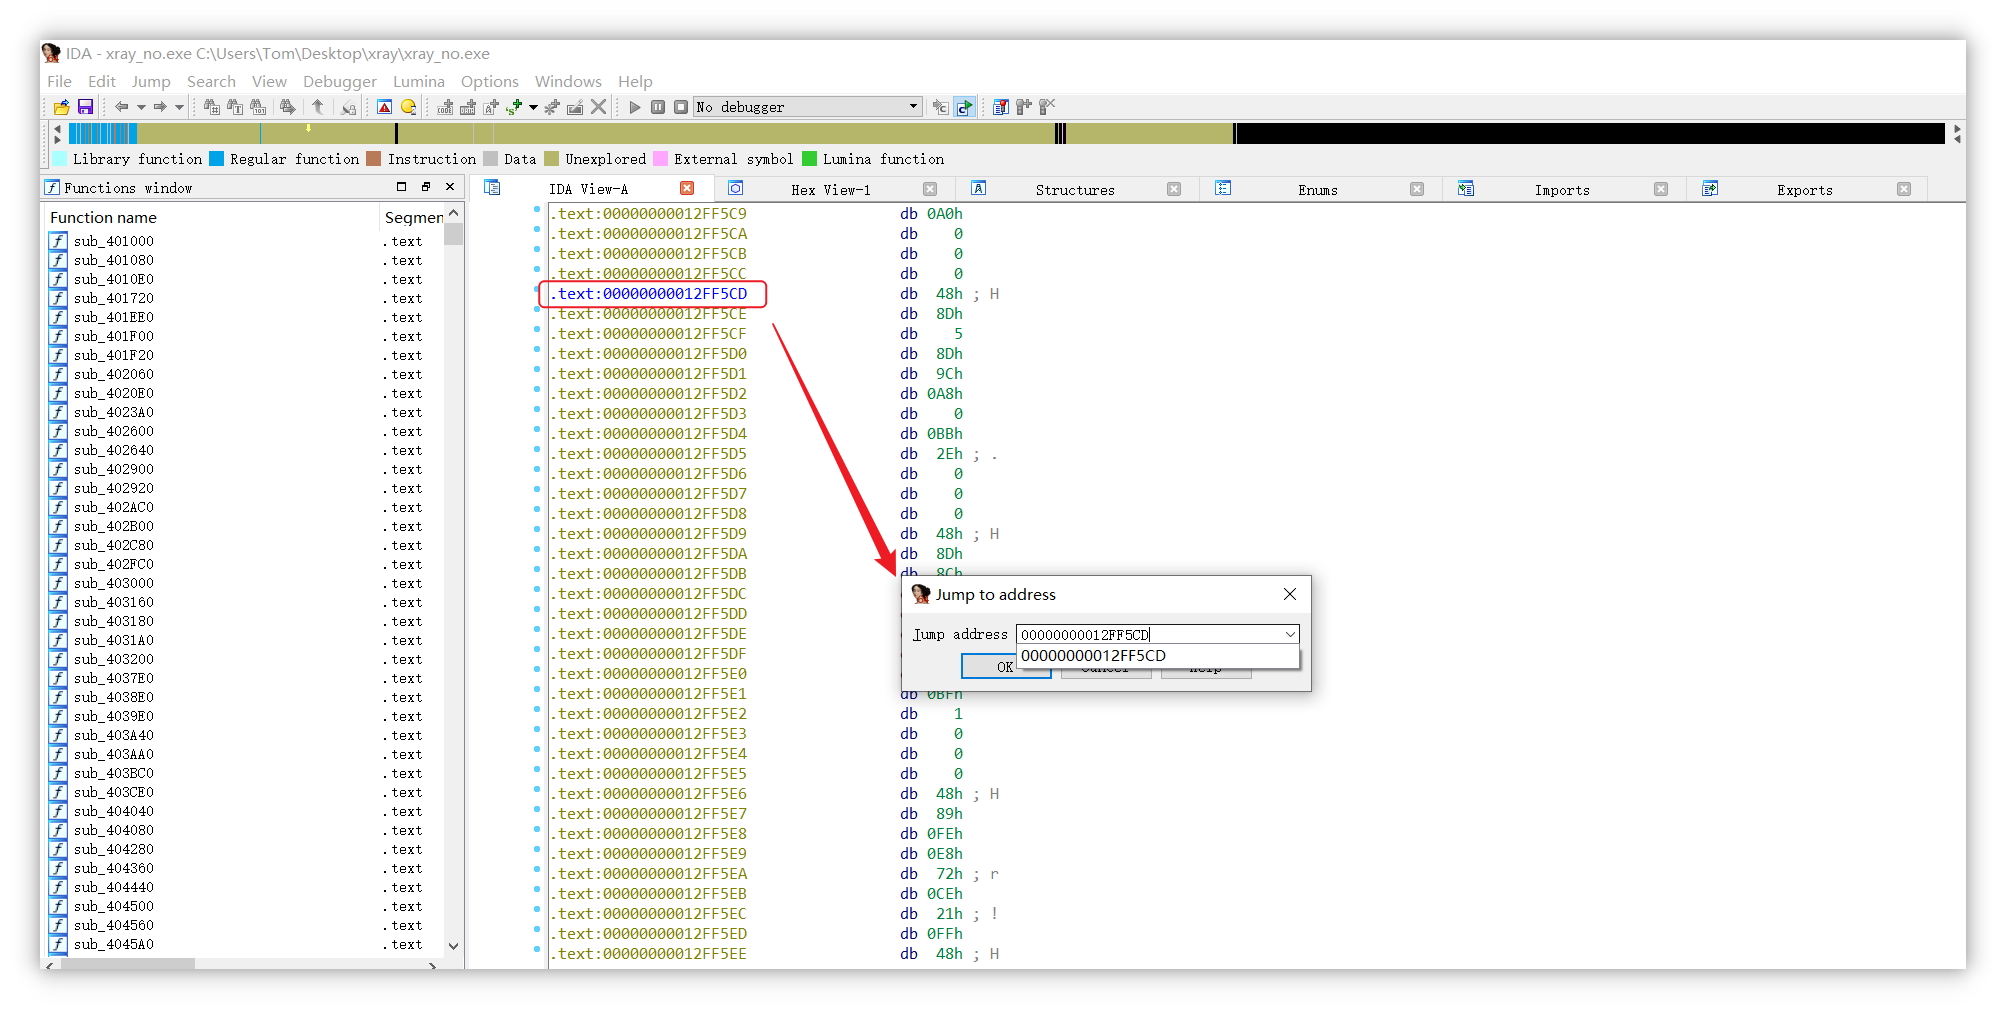 IDA - xray_no.exe C:\Users\Tom\Desktop\xray\xray_no.exe
File Edit Jump Search View Debugger Lumina Options Windows Help
No debugger
Library function Regular function Instruction Data Unexplored External symbol Lumina function
Functions window
IDA View-A Hex View-1 Structures Enums Imports Exports
Function name Segmen
sub_401000 .text
sub_401080 .text
sub_4010E0 .text
sub_401720 .text
sub_401EE0 .text
sub_401F00 .text
sub_401F20 .text
sub_402060 .text
sub_4020E0 .text
sub_4023A0 .text
sub_402600 .text
sub_402640 .text
sub_402900 .text
sub_402920 .text
sub_402AC0 .text
sub_402B00 .text
sub_402C80 .text
sub_402FC0 .text
sub_403000 .text
sub_403160 .text
sub_403180 .text
sub_4031A0 .text
sub_403200 .text
sub_4037E0 .text
sub_4038E0 .text
sub_4039E0 .text
sub_403A40 .text
sub_403AA0 .text
sub_403BC0 .text
sub_403CE0 .text
sub_404040 .text
sub_404080 .text
sub_404280 .text
sub_404360 .text
sub_404440 .text
sub_404500 .text
sub_404560 .text
sub_4045A0 .text
.text:00000000012FF5C9 db 0A0h
.text:00000000012FF5CA db 0
.text:00000000012FF5CB db 0
.text:00000000012FF5CC db 0
.text:00000000012FF5CD db 48h ; H
.text:00000000012FF5CE db 8Dh
.text:00000000012FF5CF db 5
.text:00000000012FF5D0 db 8Dh
.text:00000000012FF5D1 db 9Ch
.text:00000000012FF5D2 db 0A8h
.text:00000000012FF5D3 db 0
.text:00000000012FF5D4 db 0BBh
.text:00000000012FF5D5 db 2Eh ; .
.text:00000000012FF5D6 db 0
.text:00000000012FF5D7 db 0
.text:00000000012FF5D8 db 0
.text:00000000012FF5D9 db 48h ; H
.text:00000000012FF5DA db 8Dh
.text:00000000012FF5DB db 8Ch
.text:00000000012FF5DC
.text:00000000012FF5DD
.text:00000000012FF5DE
.text:00000000012FF5DF
.text:00000000012FF5E0
.text:00000000012FF5E1 db 0BFh
.text:00000000012FF5E2 db 1
.text:00000000012FF5E3 db 0
.text:00000000012FF5E4 db 0
.text:00000000012FF5E5 db 0
.text:00000000012FF5E6 db 48h ; H
.text:00000000012FF5E7 db 89h
.text:00000000012FF5E8 db 0FEh
.text:00000000012FF5E9 db 0E8h
.text:00000000012FF5EA db 72h ; r
.text:00000000012FF5EB db 0CEh
.text:00000000012FF5EC db 21h ; !
.text:00000000012FF5ED db 0FFh
.text:00000000012FF5EE db 48h ; H
Jump to address
Jump address 00000000012FF5CD
00000000012FF5CD
OK Cancel Help